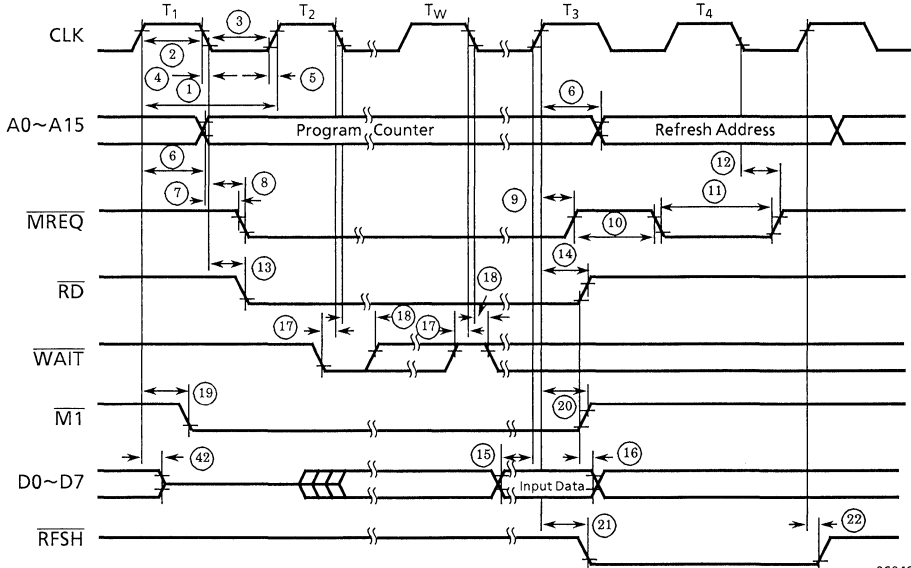 T1 3 T2 TW T3 T4
CLK
2
4 1 5
6
A0~A15 Program Counter Refresh Address
6 12
7 8 9 11
MREQ
10
13 14
RD
18
17 18 17
WAIT
19 20
M1
42 15 16
D0~D7 Input Data
21 22
RFSH